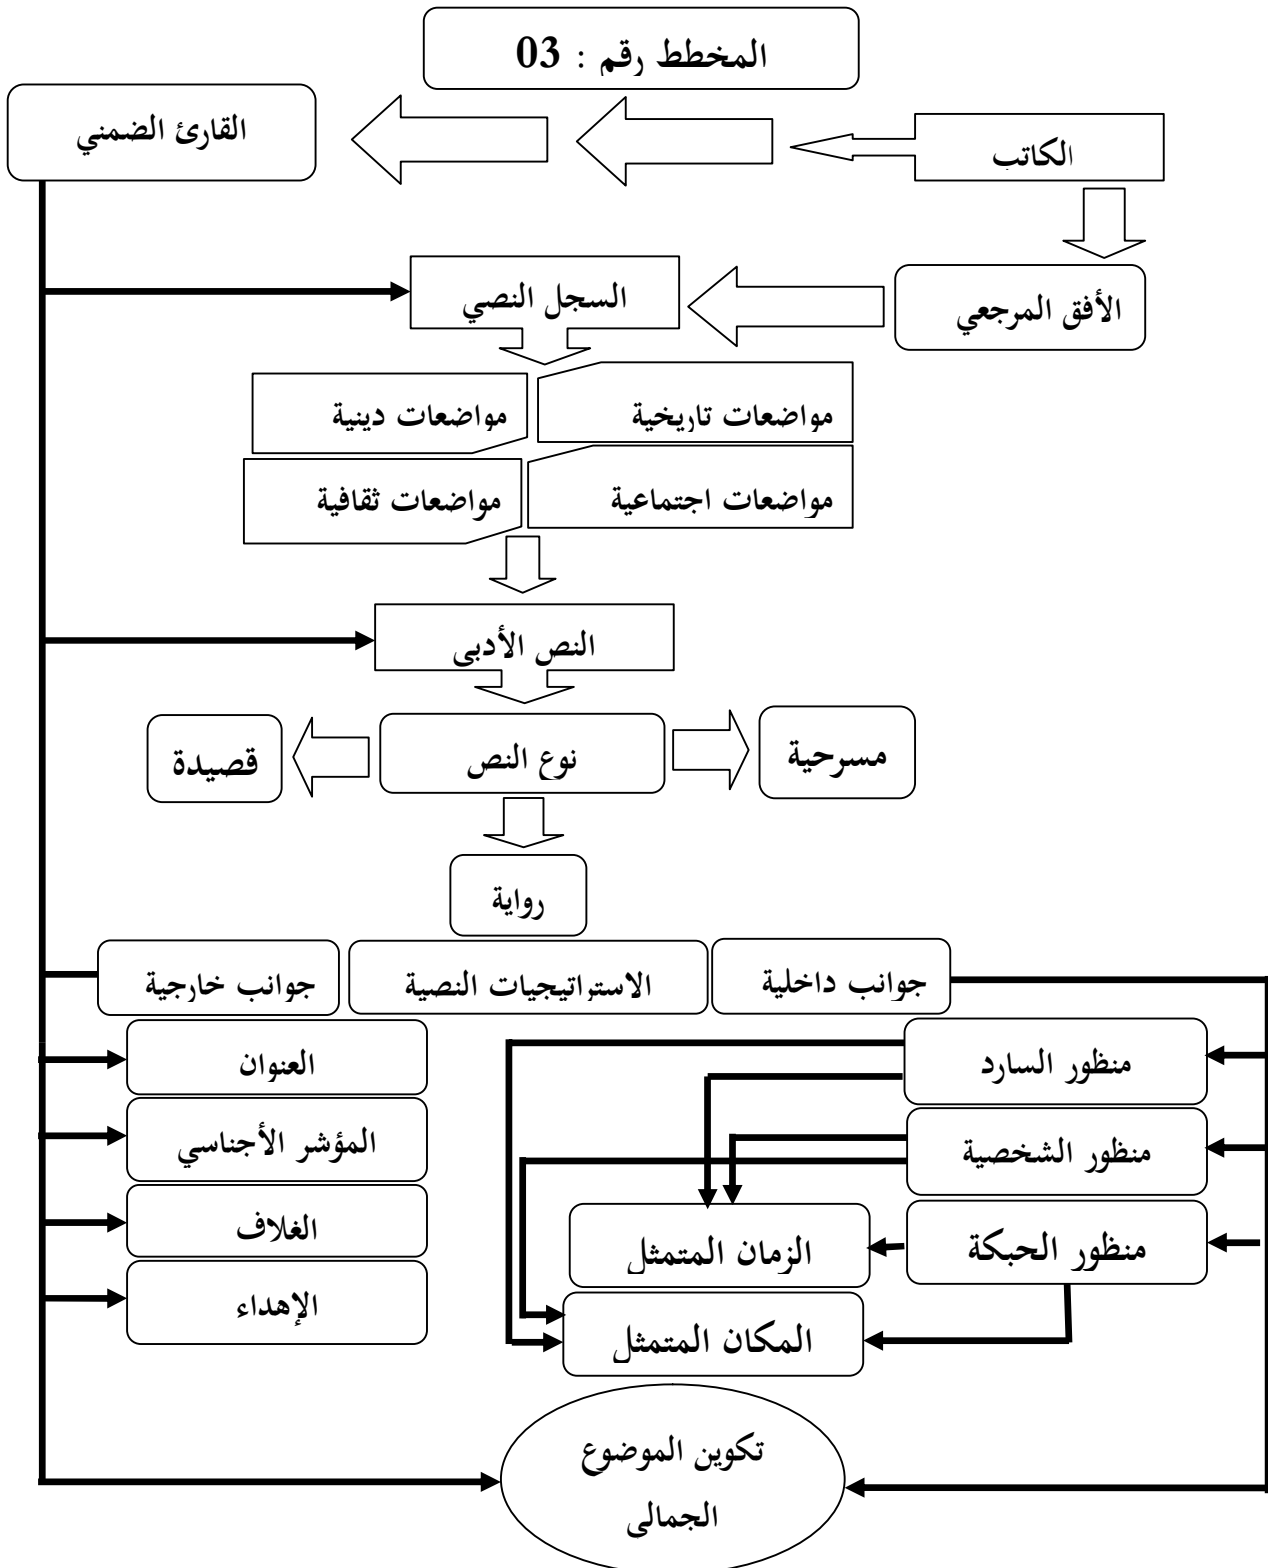 المخطط رقم : 03
الكاتب
القارئ الضمني
الأفق المرجعي
السجل النصي
مواضعات تاريخية
مواضعات دينية
مواضعات اجتماعية
مواضعات ثقافية
النص الأدبي
مسرحية
نوع النص
قصيدة
رواية
جوانب داخلية
الاستراتيجيات النصية
جوانب خارجية
منظور السارد
العنوان
منظور الشخصية
المؤشر الأجناسي
منظور الحبكة
الزمان المتمثل
الغلاف
المكان المتمثل
الإهداء
تكوين الموضوع
الجمالي